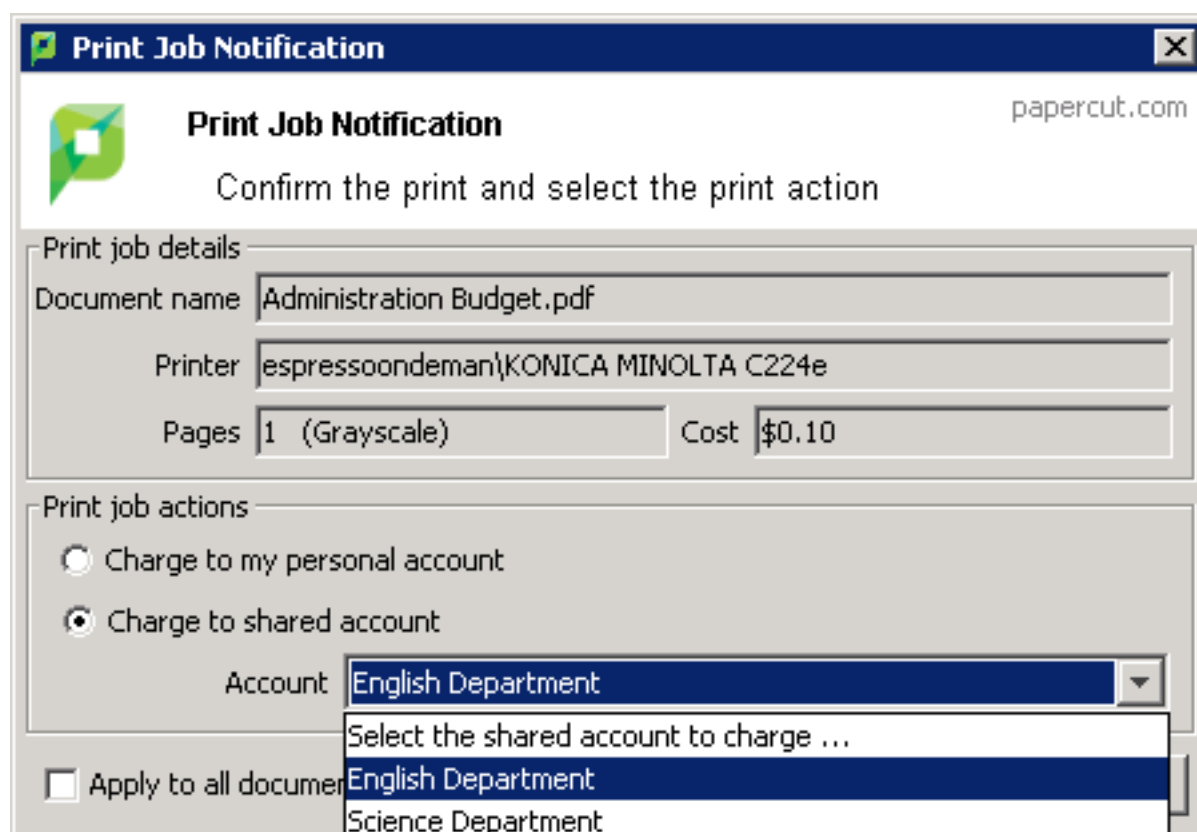 Print Job Notification
papercut.com
Print Job Notification
Confirm the print and select the print action
Print job details
Document name Administration Budget.pdf
Printer espressoondeman\KONICA MINOLTA C224e
Pages 1 (Grayscale) Cost $0.10
Print job actions
Charge to my personal account
Charge to shared account
Account English Department
Select the shared account to charge ...
Apply to all documen English Department
Science Department